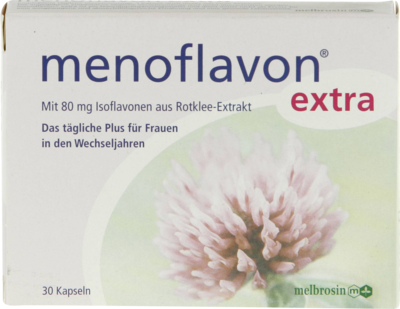 menoflavon®
extra
Mit 80 mg Isoflavonen aus Rotklee-Extrakt
Das tägliche Plus für Frauen
in den Wechseljahren
30 Kapseln
melbrosin m